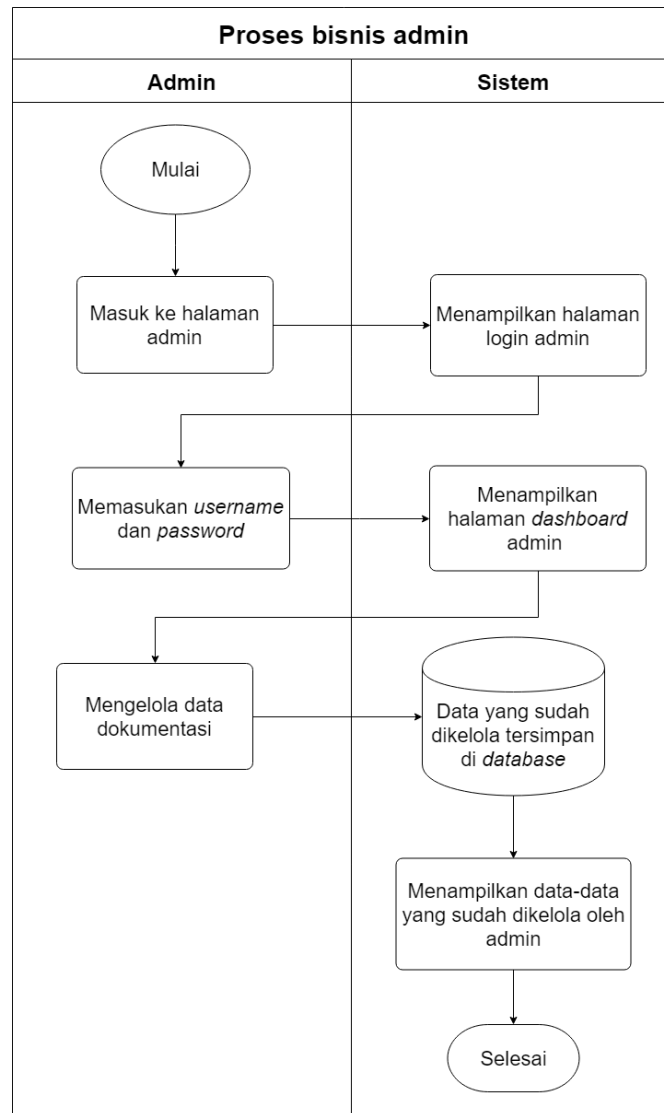 Proses bisnis admin
Admin
Sistem
Mulai
Masuk ke halaman
admin
Menampilkan halaman
login admin
Memasukan username
dan password
Menampilkan
halaman dashboard
admin
Mengelola data
dokumentasi
Data yang sudah
dikelola tersimpan
di database
Menampilkan data-data
yang sudah dikelola oleh
admin
Selesai